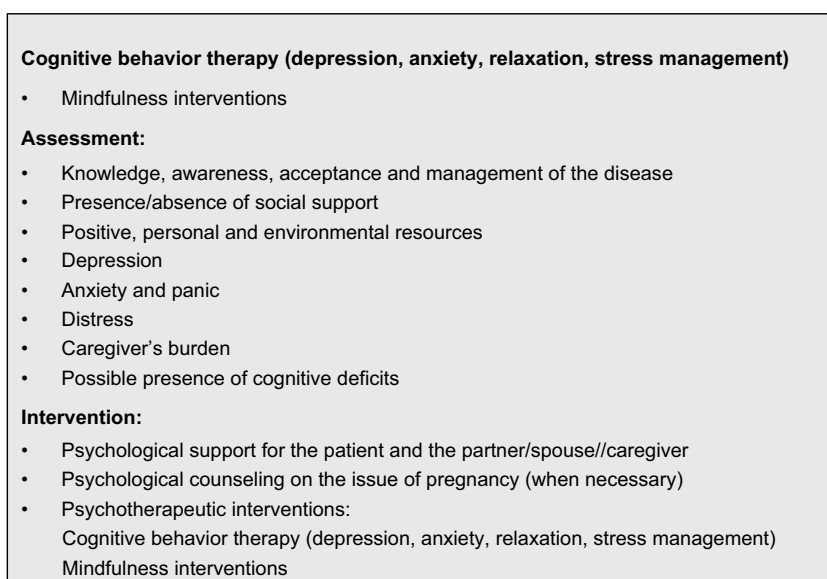 Cognitive behavior therapy (depression, anxiety, relaxation, stress management)
• Mindfulness interventions
Assessment:
• Knowledge, awareness, acceptance and management of the disease
• Presence/absence of social support
• Positive, personal and environmental resources
• Depression
• Anxiety and panic
• Distress
• Caregiver's burden
• Possible presence of cognitive deficits
Intervention:
• Psychological support for the patient and the partner/spouse//caregiver
• Psychological counseling on the issue of pregnancy (when necessary)
• Psychotherapeutic interventions:
Cognitive behavior therapy (depression, anxiety, relaxation, stress management)
Mindfulness interventions